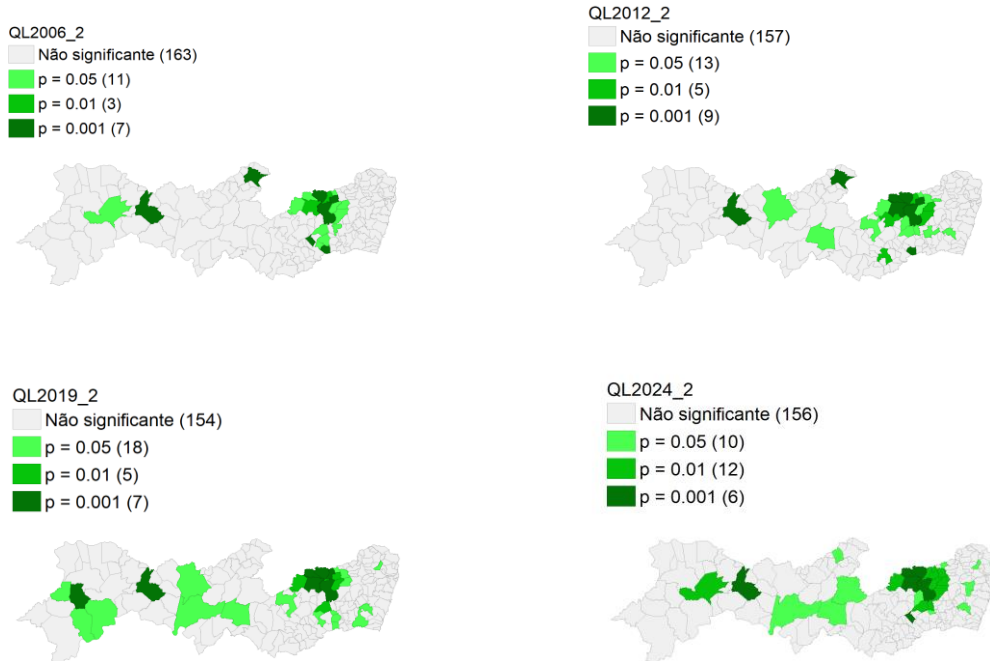 QL2006_2
Não significante (163)
p = 0.05 (11)
p = 0.01 (3)
p = 0.001 (7)
QL2012_2
Não significante (157)
p = 0.05 (13)
p = 0.01 (5)
p = 0.001 (9)
QL2019_2
Não significante (154)
p = 0.05 (18)
p = 0.01 (5)
p = 0.001 (7)
QL2024_2
Não significante (156)
p = 0.05 (10)
p = 0.01 (12)
p = 0.001 (6)